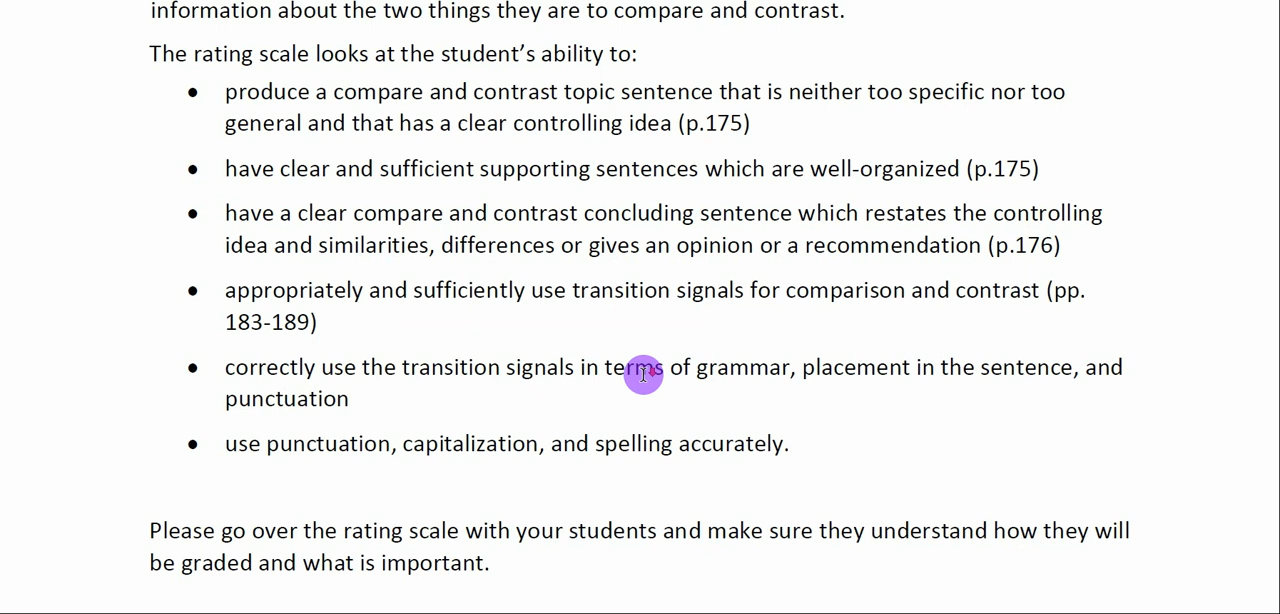 information about the two things they are to compare and contrast.
The rating scale looks at the student's ability to:
• produce a compare and contrast topic sentence that is neither too specific nor too
general and that has a clear controlling idea (p.175)
• have clear and sufficient supporting sentences which are well-organized (p.175)
• have a clear compare and contrast concluding sentence which restates the controlling
idea and similarities, differences or gives an opinion or a recommendation (p.176)
• appropriately and sufficiently use transition signals for comparison and contrast (pp.
183-189)
• correctly use the transition signals in terms of grammar, placement in the sentence, and
punctuation
• use punctuation, capitalization, and spelling accurately.
Please go over the rating scale with your students and make sure they understand how they will
be graded and what is important.